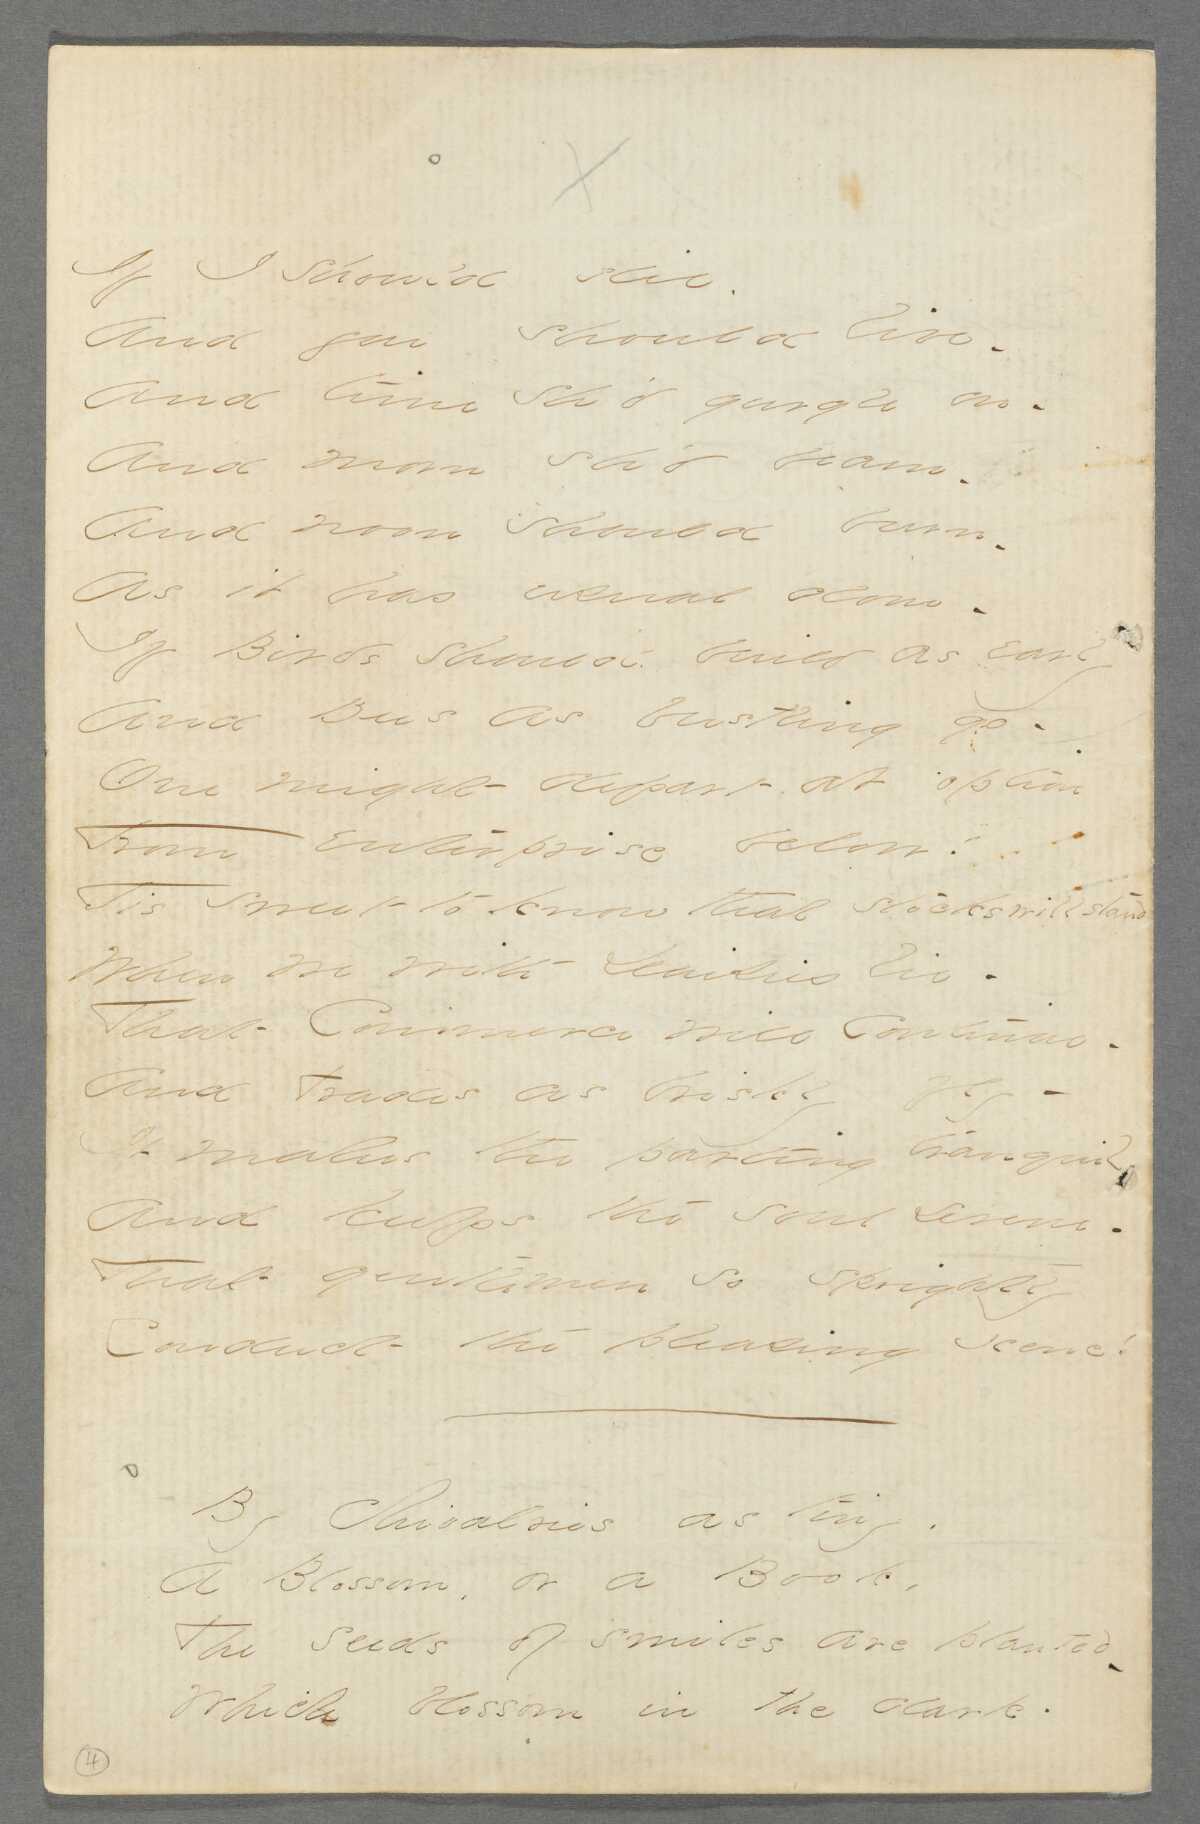 If I should die.
And you should live -
And time sh'd gurgle on -
And morn sh'd beam -
And noon should burn -
As it has usual done -
If Birds should build as early
And Bees as bustling go -
One might depart at option
From enterprise below!
Tis sweet to know that stocks will stand
When we with Daisies lie -
That Commerce will continue -
And Trades as briskly fly -
It makes the parting tranquil
And keeps the soul serene -
That gentlemen so sprightly
Conduct the pleasing scene!
By Chivalries as tiny,
A Blossom, or a Book,
The seeds of smiles are planted -
Which blossom in the dark.
4